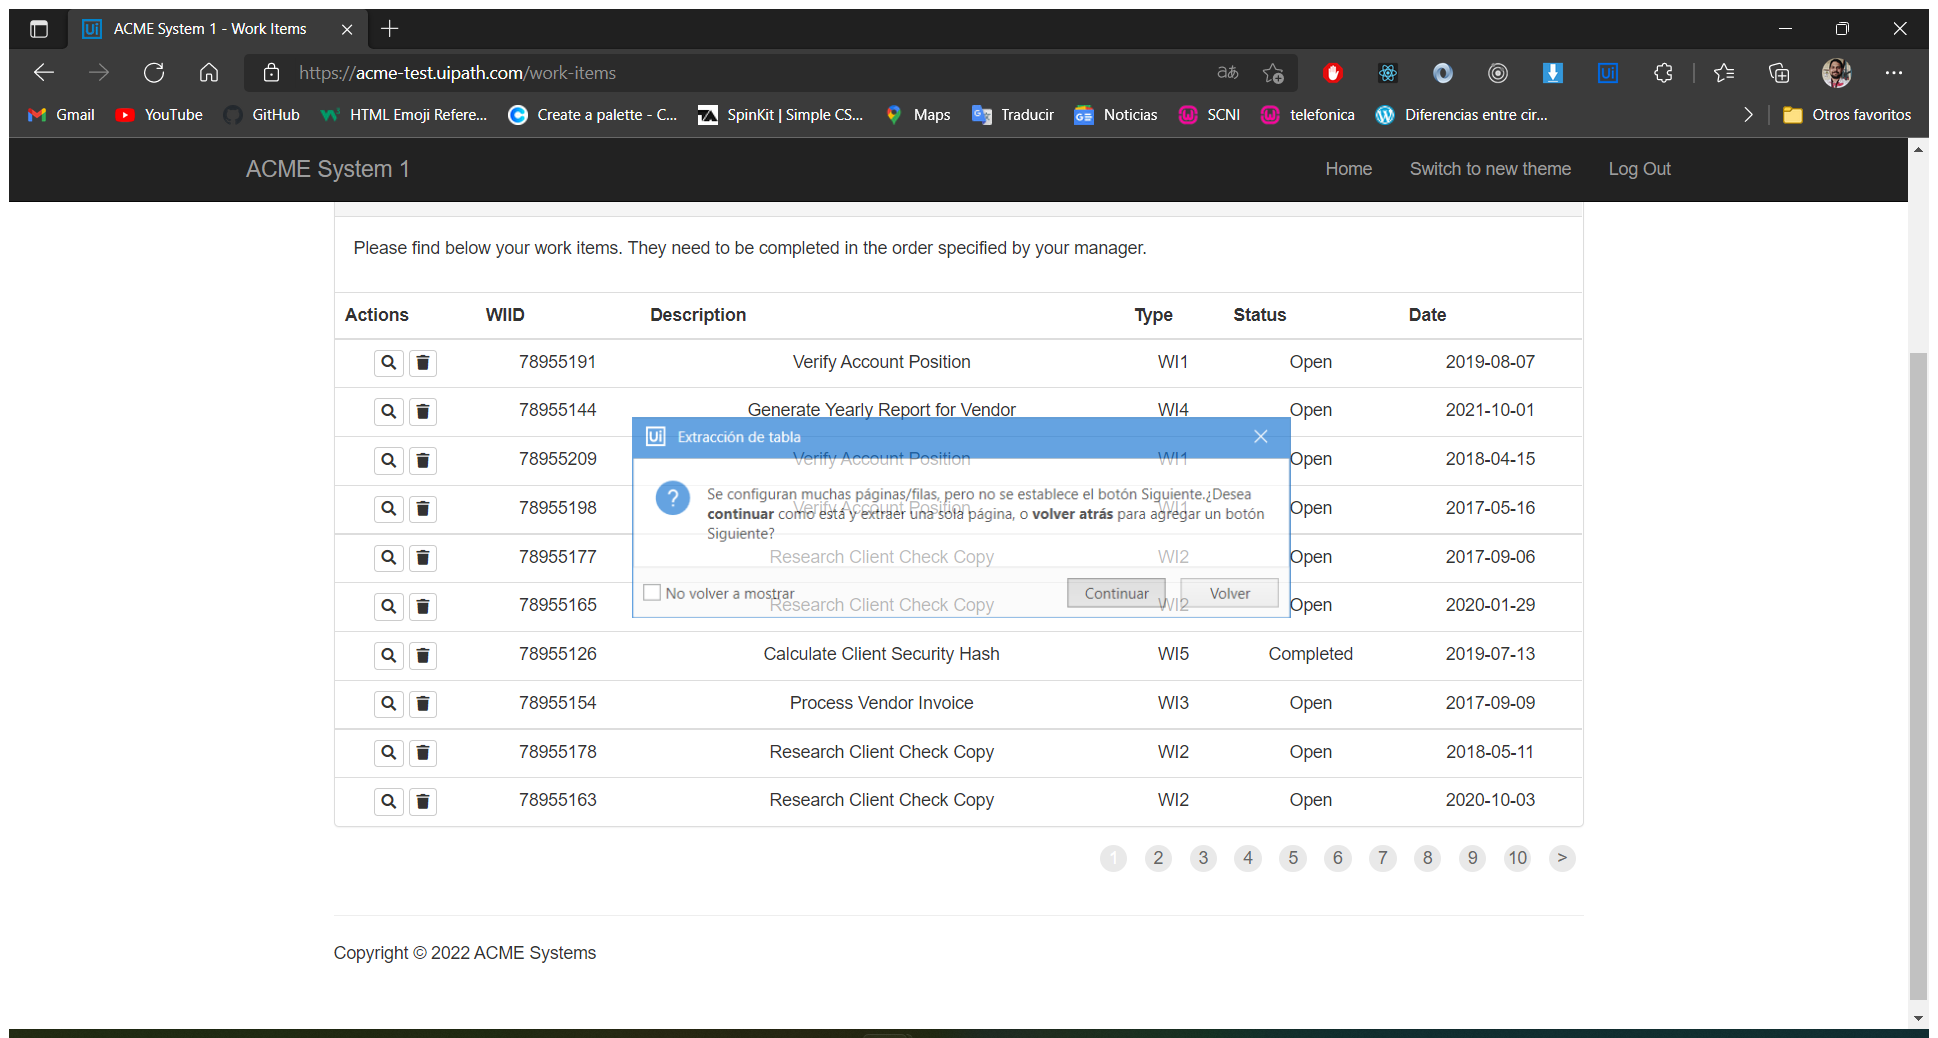 ACME System 1 - Work Items
https://acme-test.uipath.com/work-items
Gmail YouTube GitHub HTML Emoji Refere... Create a palette - C... SpinKit | Simple CS... Maps Traducir Noticias SCNI telefonica Diferencias entre cir... Otros favoritos
ACME System 1 Home Switch to new theme Log Out
Please find below your work items. They need to be completed in the order specified by your manager.
Actions WIID Description Type Status Date
78955191 Verify Account Position WI1 Open 2019-08-07
78955144 Generate Yearly Report for Vendor WI4 Open 2021-10-01
Ui Extracción de tabla
78955209 Verify Account Position WI1 Open 2018-04-15
Se configuran muchas páginas/filas, pero no se establece el botón Siguiente.¿Desea
78955198 Verify Account Position WI1 Open 2017-05-16
continuar como está y extraer una sola página, o volver atrás para agregar un botón
Siguiente?
78955177 Research Client Check Copy WI2 Open 2017-09-06
No volver a mostrar Continuar Volver
78955165 Research Client Check Copy WI2 Open 2020-01-29
78955126 Calculate Client Security Hash WI5 Completed 2019-07-13
78955154 Process Vendor Invoice WI3 Open 2017-09-09
78955178 Research Client Check Copy WI2 Open 2018-05-11
78955163 Research Client Check Copy WI2 Open 2020-10-03
1 2 3 4 5 6 7 8 9 10 >
Copyright © 2022 ACME Systems